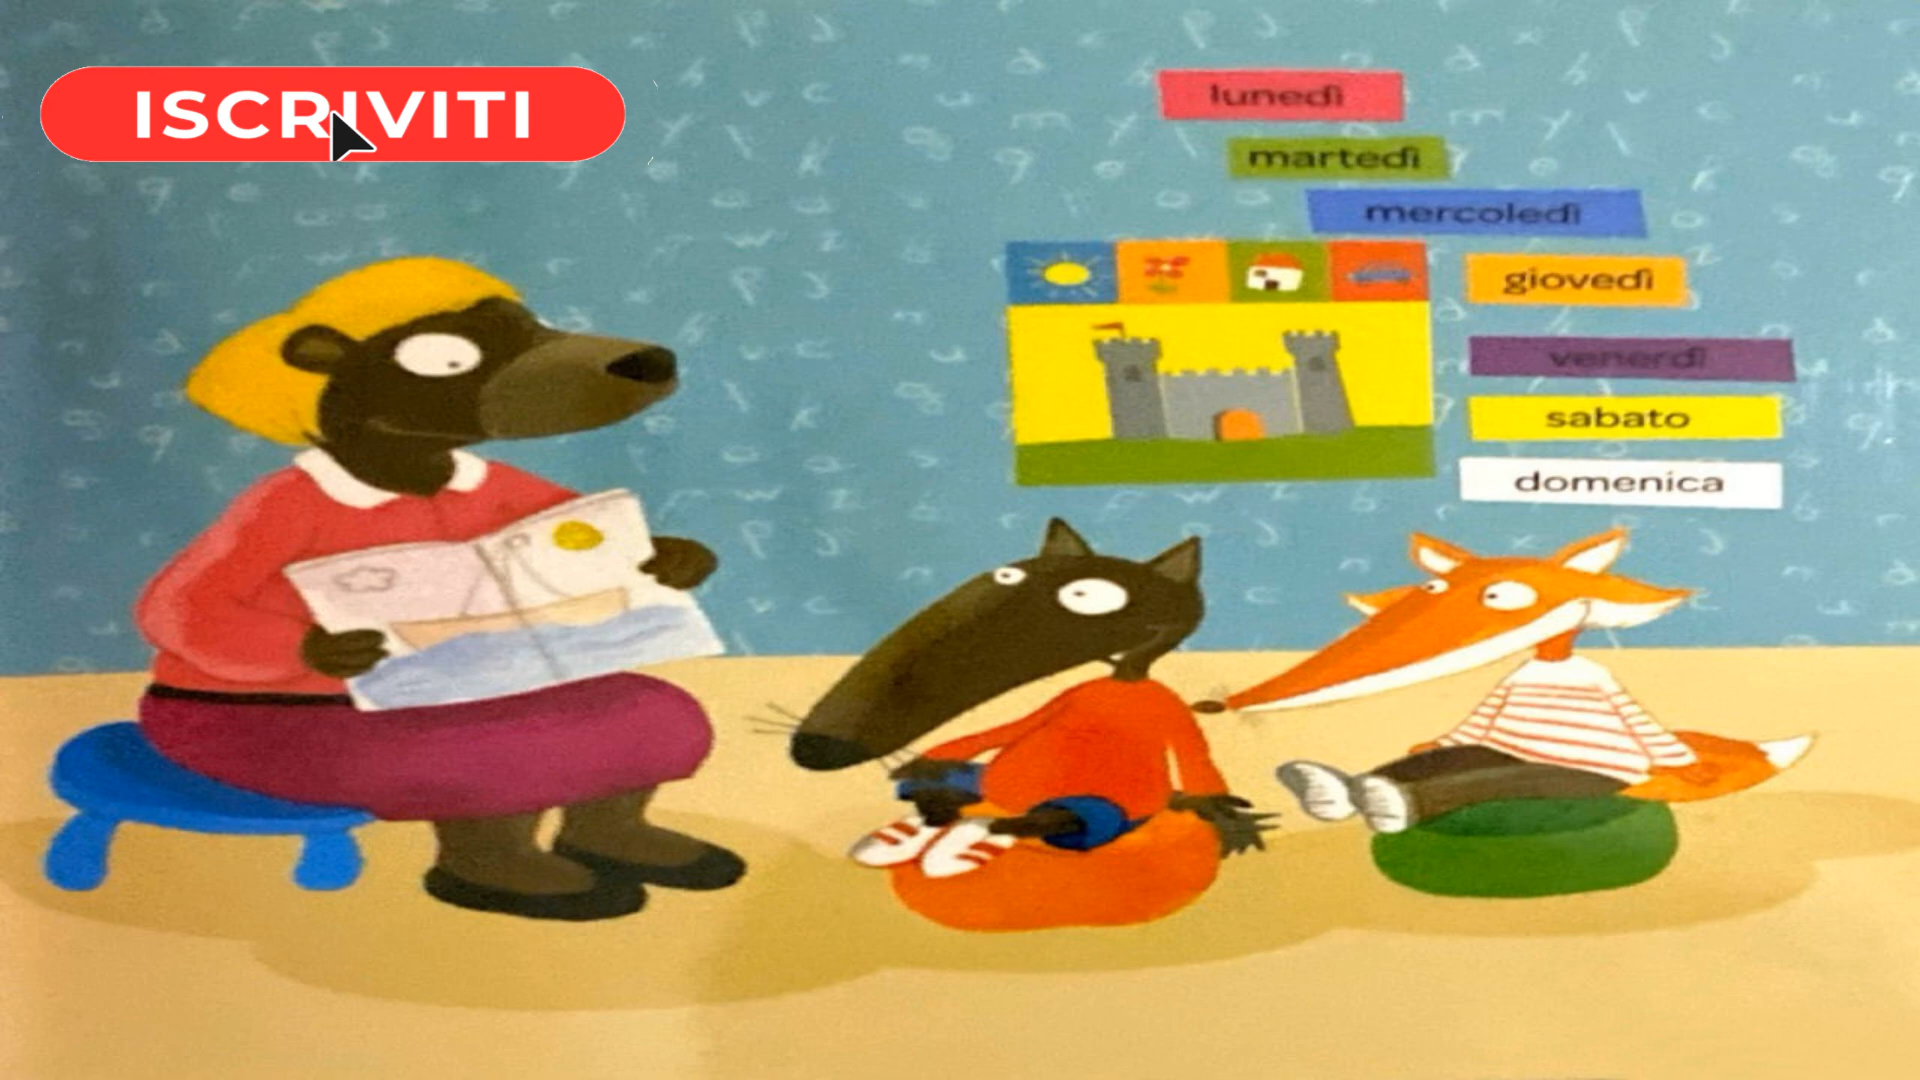 ISCRIVITI
lunedì
martedì
mercoledì
giovedì
venerdì
sabato
domenica